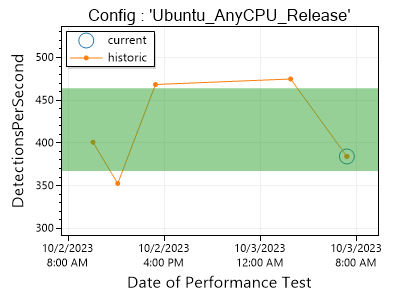 Config : 'Ubuntu_AnyCPU_Release'
current
historic
DetectionsPerSecond
500
450
400
350
300
10/2/2023 10/2/2023 10/3/2023 10/3/2023
8:00 AM 4:00 PM 12:00 AM 8:00 AM
Date of Performance Test